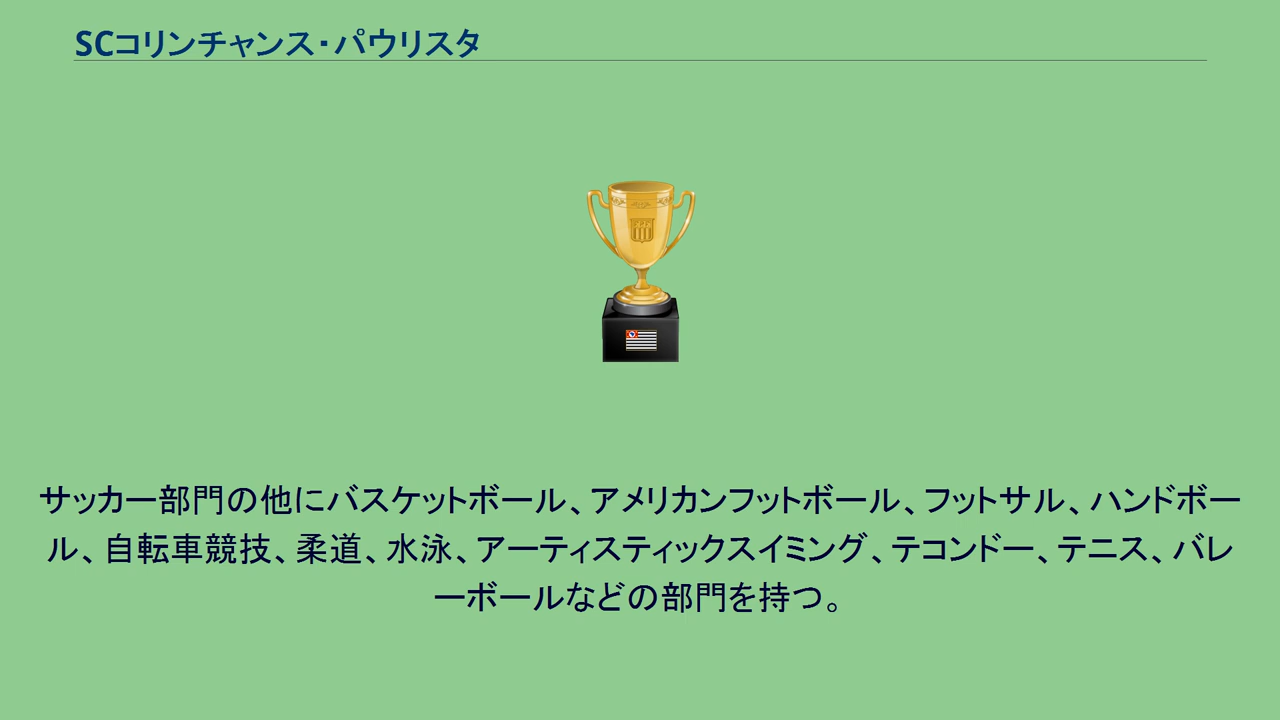 SCコリンチャンス・パウリスタ
サッカー部門の他にバスケットボール、アメリカンフットボール、フットサル、ハンドボー
ル、自転車競技、柔道、水泳、アーティスティックスイミング、テコンドー、テニス、バレ
ーボールなどの部門を持つ。